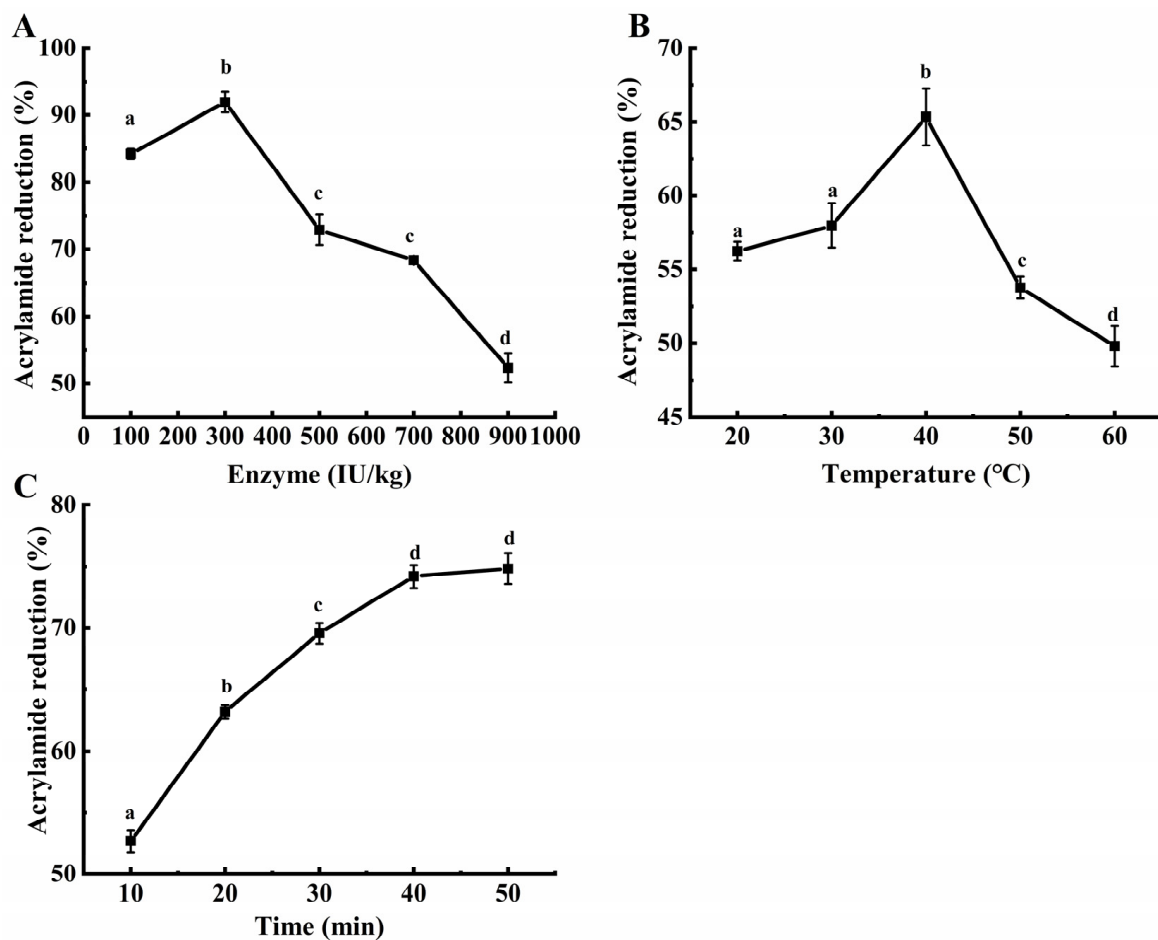 A
Acrylamide reduction (%)
100
90
80
70
60
50
a
b
c
c
d
0 100 200 300 400 500 600 700 800 900 1000
Enzyme (IU/kg)
B
Acrylamide reduction (%)
70
65
60
55
50
45
a
a
b
c
d
20 30 40 50 60
Temperature (°C)
C
Acrylamide reduction (%)
80
70
60
50
a
b
c
d
d
10 20 30 40 50
Time (min)